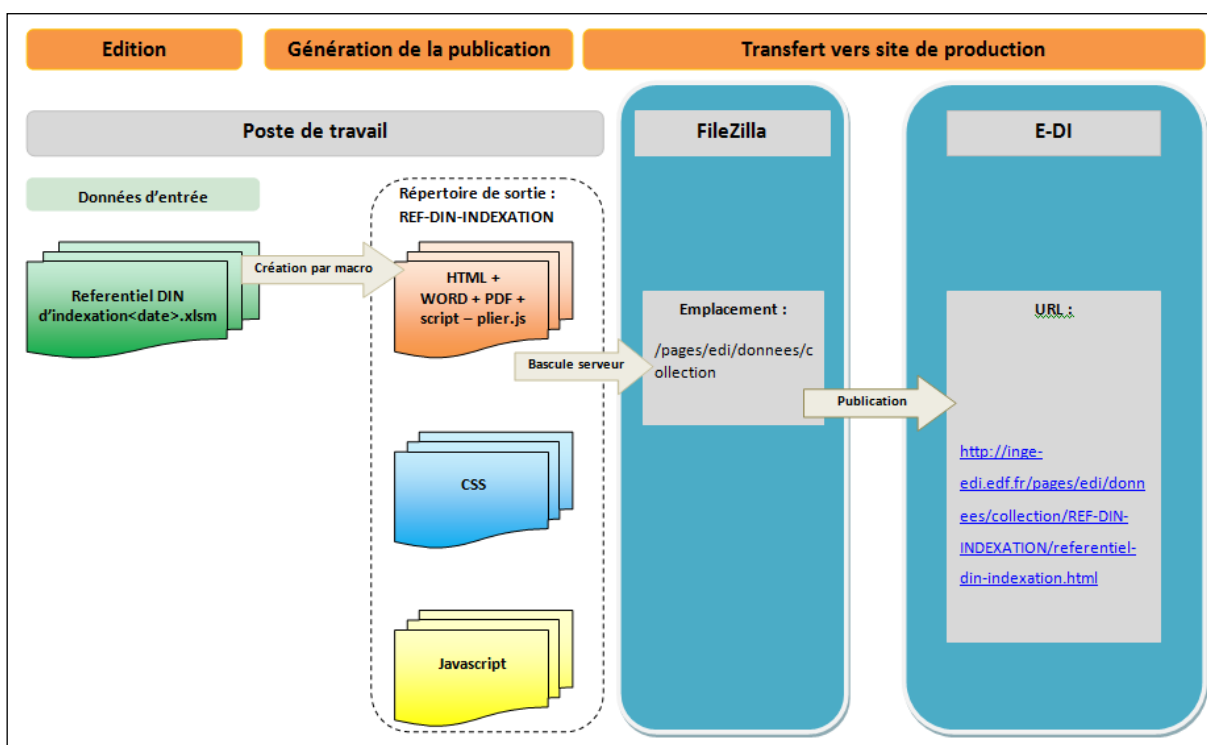 Edition
Génération de la publication
Transfert vers site de production
Poste de travail
FileZilla
E-DI
Données d'entrée
Répertoire de sortie :
REF-DIN-INDEXATION
Referentiel DIN
d'indexation<date>.xlsm
Création par macro
HTML +
WORD + PDF +
script – plier.js
Bascule serveur
Emplacement :
/pages/edi/donnees/c
ollection
Publication
URL :
http://inge-
edi.edf.fr/pages/edi/donn
ees/collection/REF-DIN-
INDEXATION/referentiel-
din-indexation.html
CSS
Javascript